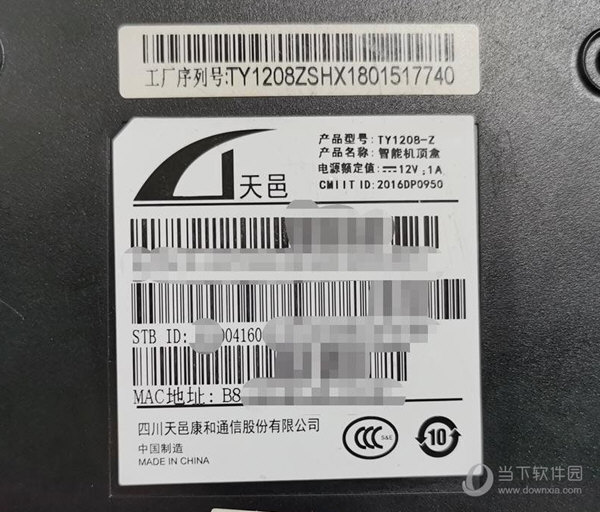 工厂序列号:TY1208ZSHX1801517740
天邑
产品型号: TY1208-Z
产品名称: 智能机顶盒
电源额定值: ⎓12V,1A
CMIIT ID:2016DP0950
STB ID: 04160
MAC地址: B8
四川天邑康和通信股份有限公司
中国制造
MADE IN CHINA
CCC
S&E
10
当下软件园
www.downxia.com